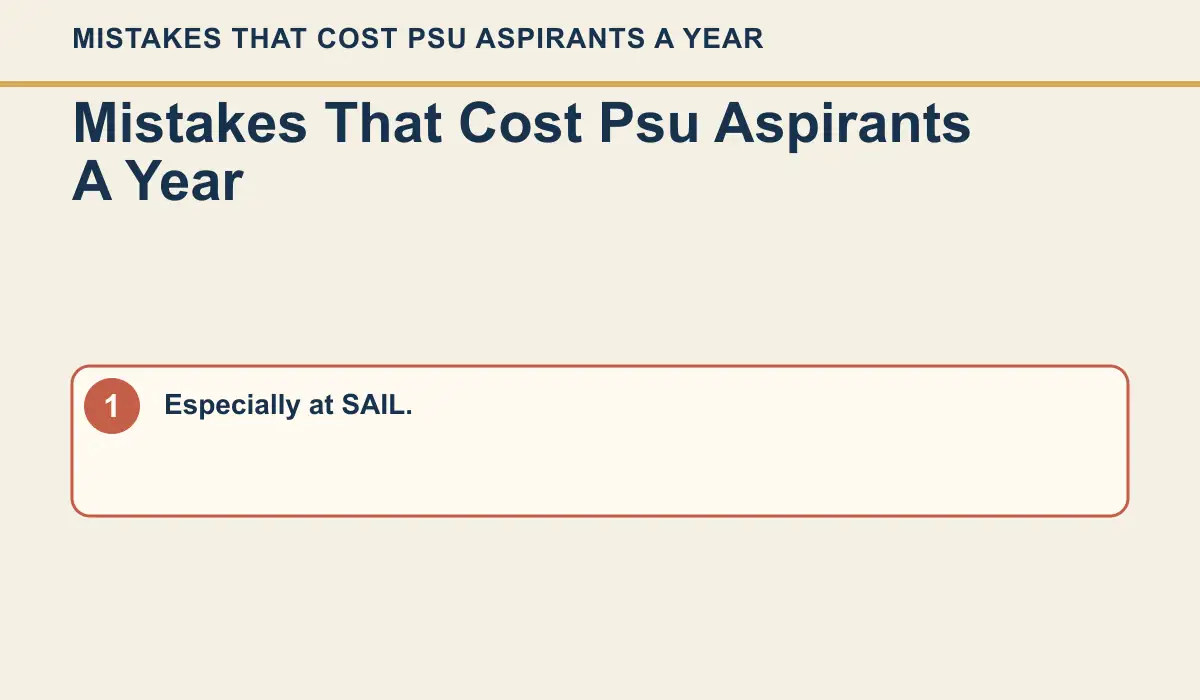 MISTAKES THAT COST PSU ASPIRANTS A YEAR
Mistakes That Cost Psu Aspirants
A Year
1
Especially at SAIL.